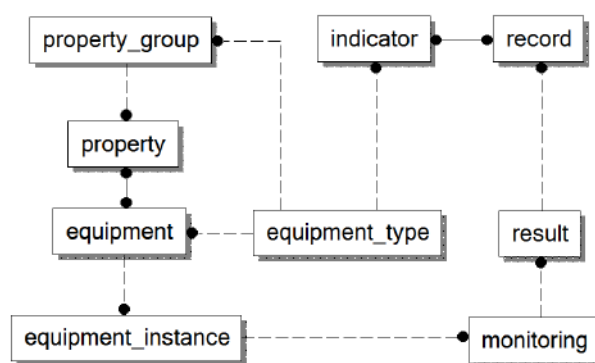 property_group
indicator
record
property
equipment
equipment_type
result
equipment_instance
monitoring